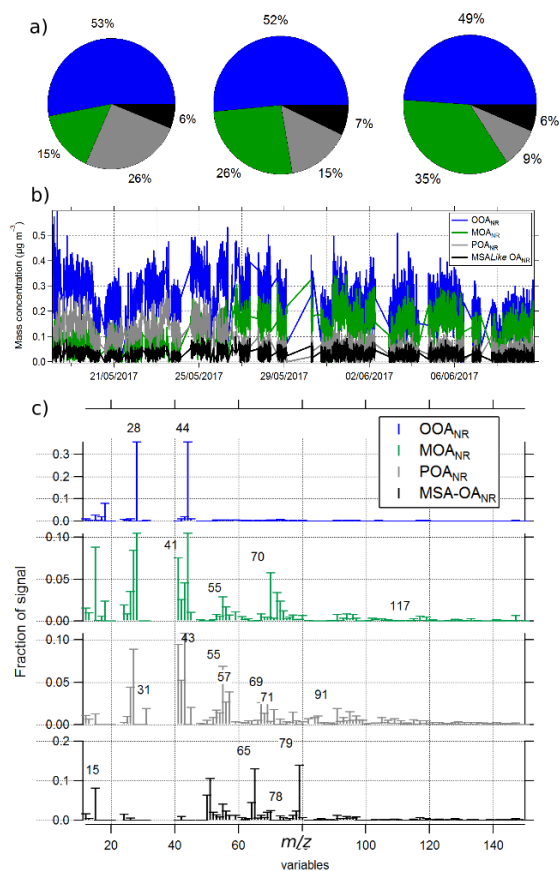 a)
53%
6%
15%
26%
52%
7%
26%
15%
49%
6%
35%
9%
b)
Mass concentration (µg m⁻³)
0.5
0.4
0.3
0.2
0.1
0.0
OOA_NR
MOA_NR
POA_NR
MSALike OA_NR
21/05/2017 25/05/2017 29/05/2017 02/06/2017 06/06/2017
c)
Fraction of signal
28 44
OOA_NR
MOA_NR
POA_NR
MSA-OA_NR
0.3
0.2
0.1
0.0
0.10
0.05
0.00
41 55 70 117
0.10
0.05
0.00
31 43 55 57 69 71 91
0.2
0.1
0.0
15 65 78 79
20 40 60 80 100 120 140
m/z
variables